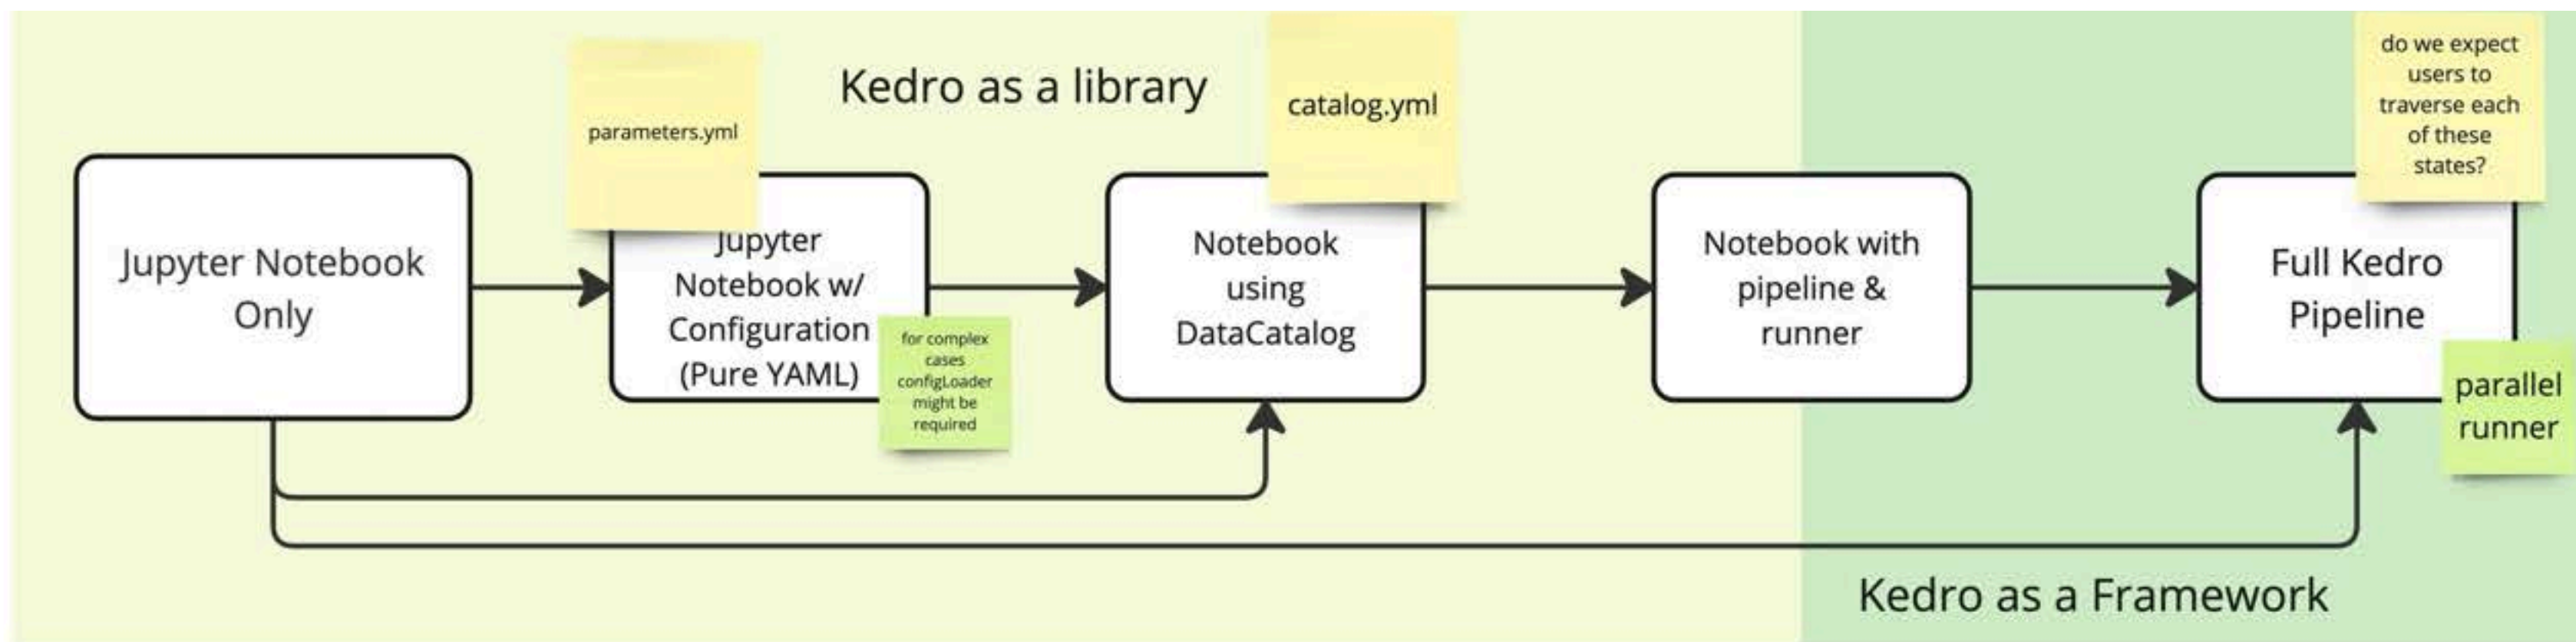 Kedro as a library
parameters.yml
catalog.yml
do we expect
users to
traverse each
of these
states?
Jupyter Notebook
Only
Jupyter
Notebook w/
Configuration
(Pure YAML)
for complex
cases
configLoader
might be
required
Notebook
using
DataCatalog
Notebook with
pipeline &
runner
Full Kedro
Pipeline
parallel
runner
Kedro as a Framework